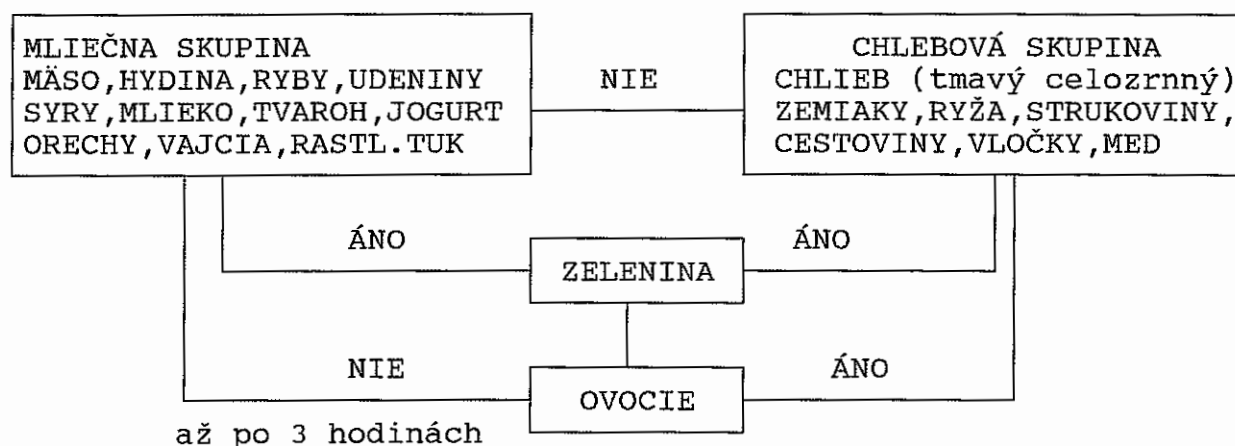 MLIEČNA SKUPINA
MÄSO,HYDINA,RYBY,UDENINY
SYRY,MLIEKO,TVAROH,JOGURT
ORECHY,VAJCIA,RASTL.TUK
NIE
CHLEBOVÁ SKUPINA
CHLIEB (tmavý celozrnný)
ZEMIAKY,RYŽA,STRUKOVINY,
CESTOVINY,VLOČKY,MED
ÁNO
ÁNO
ZELENINA
NIE
ÁNO
OVOCIE
až po 3 hodinách